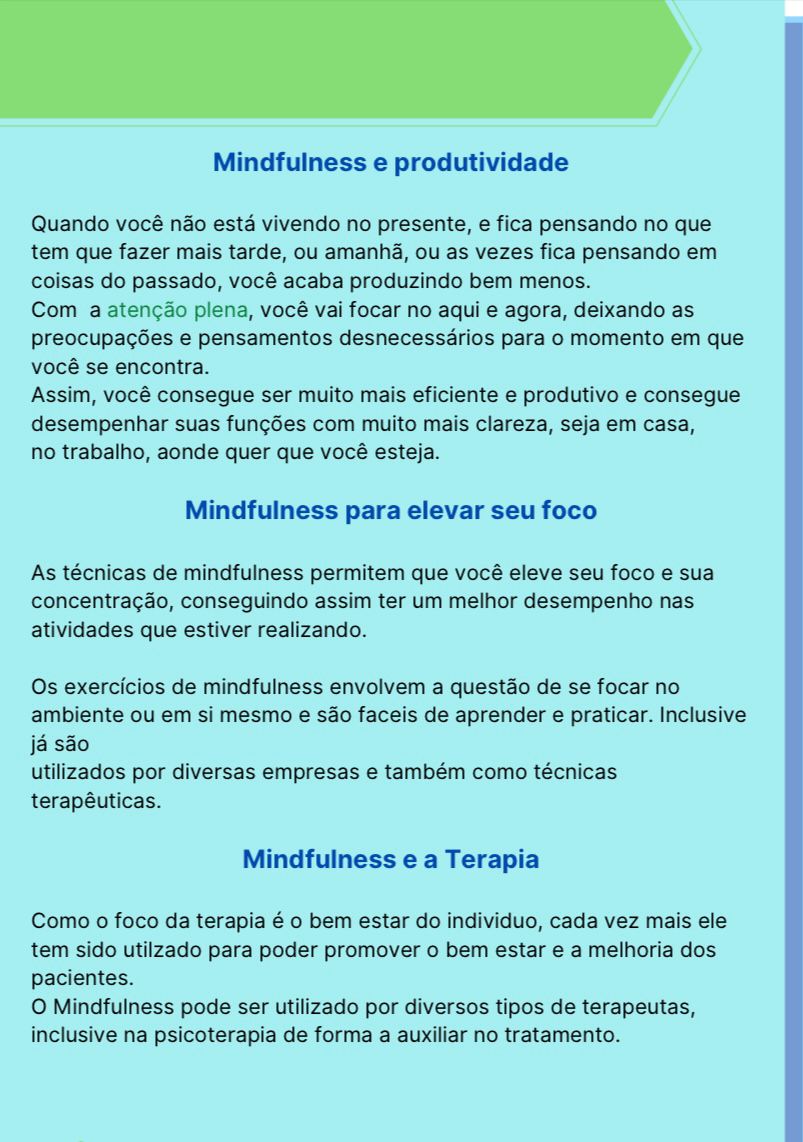 Mindfulness e produtividade
Quando você não está vivendo no presente, e fica pensando no que
tem que fazer mais tarde, ou amanhã, ou as vezes fica pensando em
coisas do passado, você acaba produzindo bem menos.
Com  a atenção plena, você vai focar no aqui e agora, deixando as
preocupações e pensamentos desnecessários para o momento em que
você se encontra.
Assim, você consegue ser muito mais eficiente e produtivo e consegue
desempenhar suas funções com muito mais clareza, seja em casa,
no trabalho, aonde quer que você esteja.
Mindfulness para elevar seu foco
As técnicas de mindfulness permitem que você eleve seu foco e sua
concentração, conseguindo assim ter um melhor desempenho nas
atividades que estiver realizando.
Os exercícios de mindfulness envolvem a questão de se focar no
ambiente ou em si mesmo e são faceis de aprender e praticar. Inclusive
já são
utilizados por diversas empresas e também como técnicas
terapêuticas.
Mindfulness e a Terapia
Como o foco da terapia é o bem estar do individuo, cada vez mais ele
tem sido utilzado para poder promover o bem estar e a melhoria dos
pacientes.
O Mindfulness pode ser utilizado por diversos tipos de terapeutas,
inclusive na psicoterapia de forma a auxiliar no tratamento.